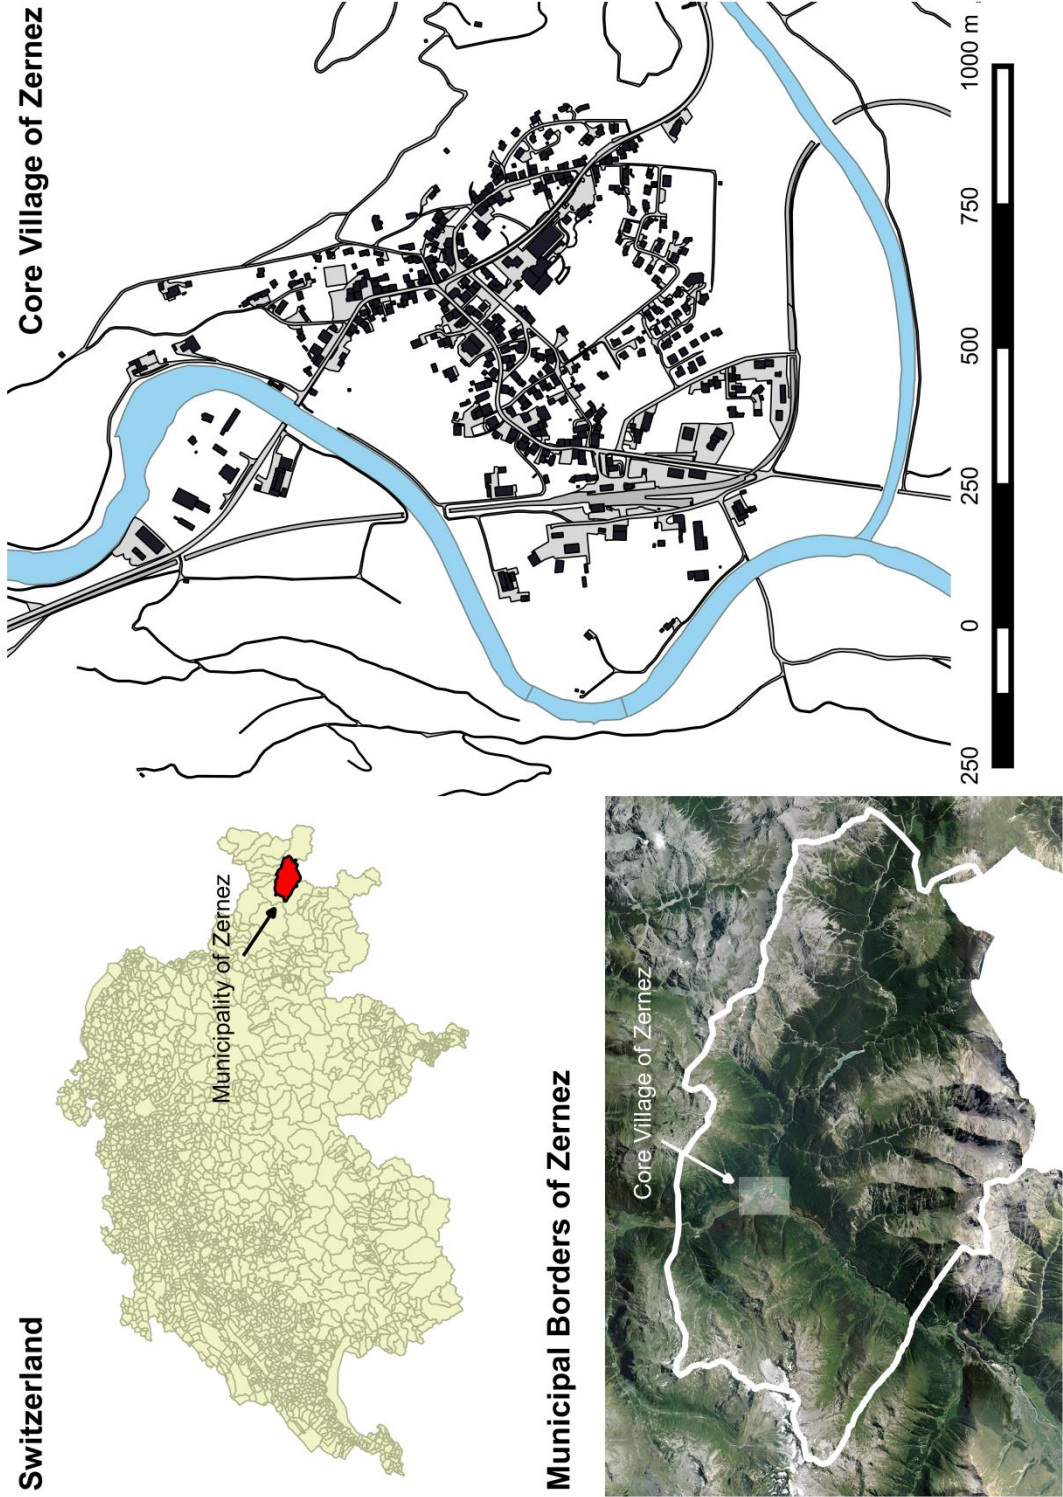 Switzerland
Municipality of Zernez
Municipal Borders of Zernez
Core Village of Zernez
Core Village of Zernez
250 0 250 500 750 1000 m